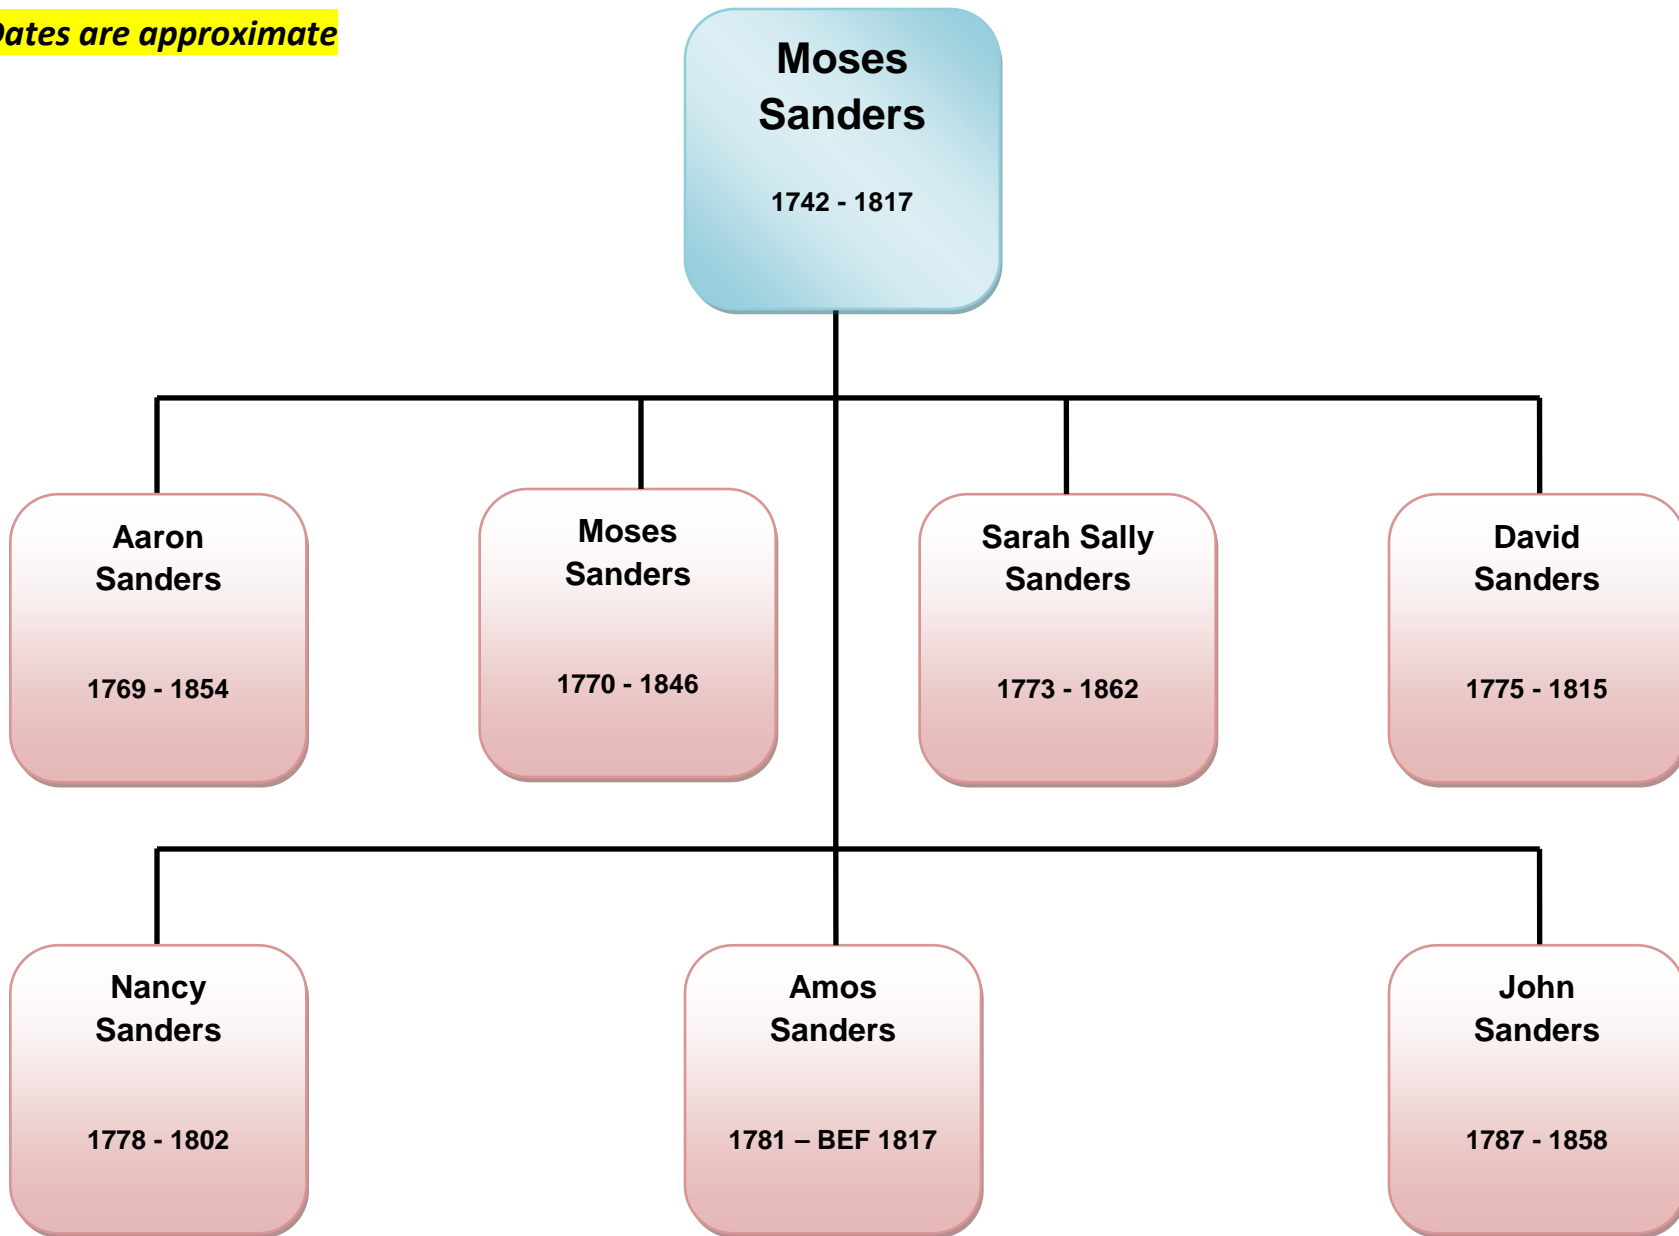 Dates are approximate
Moses
Sanders
1742 - 1817
Aaron
Sanders
1769 - 1854
Moses
Sanders
1770 - 1846
Sarah Sally
Sanders
1773 - 1862
David
Sanders
1775 - 1815
Nancy
Sanders
1778 - 1802
Amos
Sanders
1781 – BEF 1817
John
Sanders
1787 - 1858